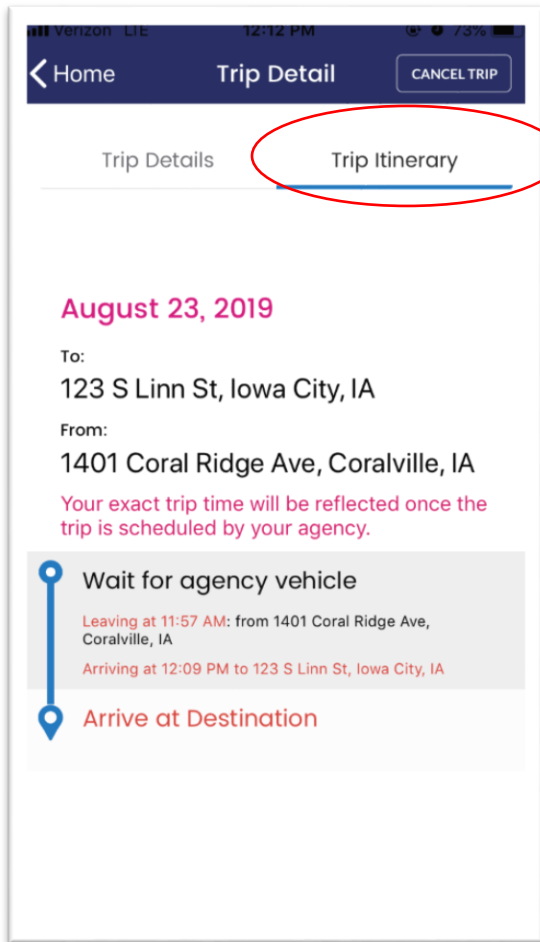 Verizon LTE 12:12 PM 73%
Home Trip Detail CANCEL TRIP
Trip Details Trip Itinerary
August 23, 2019
To:
123 S Linn St, Iowa City, IA
From:
1401 Coral Ridge Ave, Coralville, IA
Your exact trip time will be reflected once the
trip is scheduled by your agency.
Wait for agency vehicle
Leaving at 11:57 AM: from 1401 Coral Ridge Ave,
Coralville, IA
Arriving at 12:09 PM to 123 S Linn St, Iowa City, IA
Arrive at Destination